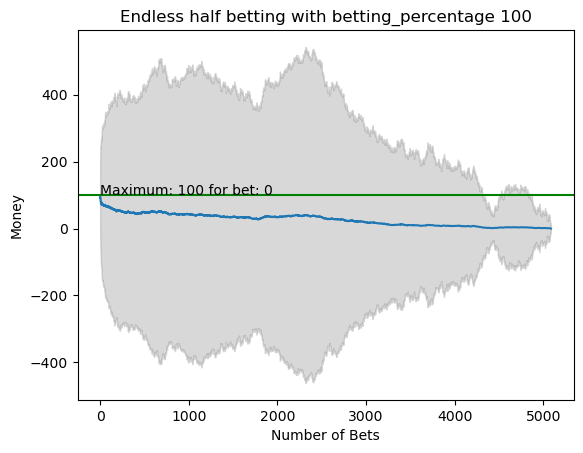 Endless half betting with betting_percentage 100
400
200
0
−200
−400
Money
Maximum: 100 for bet: 0
0 1000 2000 3000 4000 5000
Number of Bets